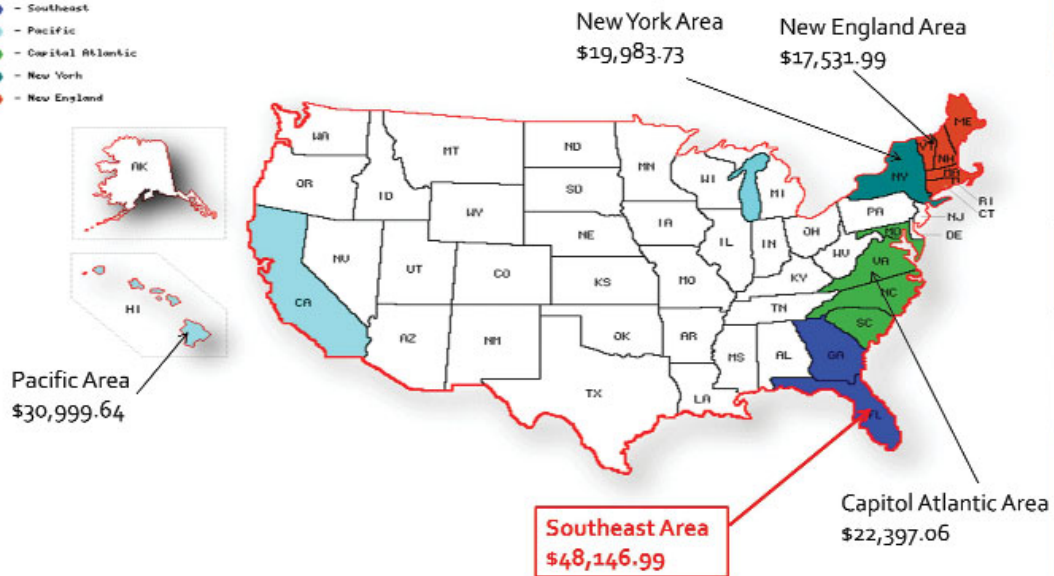 - Southeast
- Pacific
- Capital Atlantic
- New York
- New England
New York Area
$19,983.73
New England Area
$17,531.99
WA
OR
ID
MT
WY
ND
SD
NE
MN
IA
WI
MI
IL
IN
OH
PA
NY
VT
NH
ME
RI
CT
NJ
DE
WV
VA
NC
SC
KY
TN
NV
UT
CO
KS
MO
CA
AZ
NM
OK
AR
TX
LA
MS
AL
GA
FL
AK
HI
Pacific Area
$30,999.64
Southeast Area
$48,146.99
Capitol Atlantic Area
$22,397.06